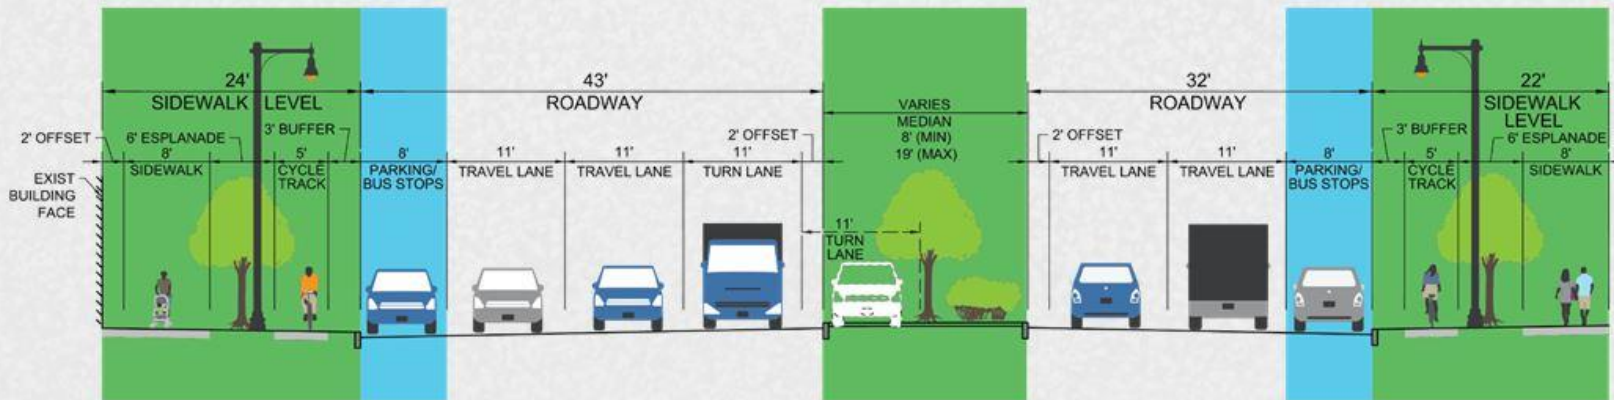 24'
SIDEWALK LEVEL
2' OFFSET
6' ESPLANADE
3' BUFFER
8'
SIDEWALK
5'
CYCLE
TRACK
EXIST
BUILDING
FACE
43'
ROADWAY
8'
PARKING/
BUS STOPS
11'
TRAVEL LANE
11'
TRAVEL LANE
11'
TURN LANE
2' OFFSET
VARIES
MEDIAN
8' (MIN)
19' (MAX)
11'
TURN
LANE
32'
ROADWAY
2' OFFSET
11'
TRAVEL LANE
11'
TRAVEL LANE
8'
PARKING/
BUS STOPS
22'
SIDEWALK
LEVEL
3' BUFFER
6' ESPLANADE
5'
CYCLE
TRACK
8'
SIDEWALK